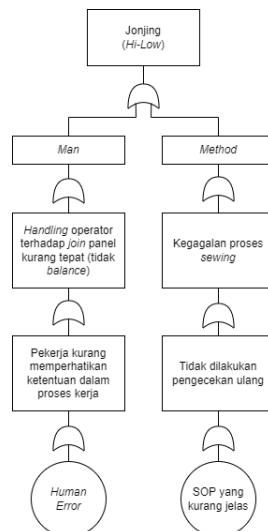 Jonjing
(Hi-Low)
Man
Method
Handling operator
terhadap join panel
kurang tepat (tidak
balance)
Kegagalan proses
sewing
Pekerja kurang
memperhatikan
ketentuan dalam
proses kerja
Tidak dilakukan
pengecekan ulang
Human
Error
SOP yang
kurang jelas